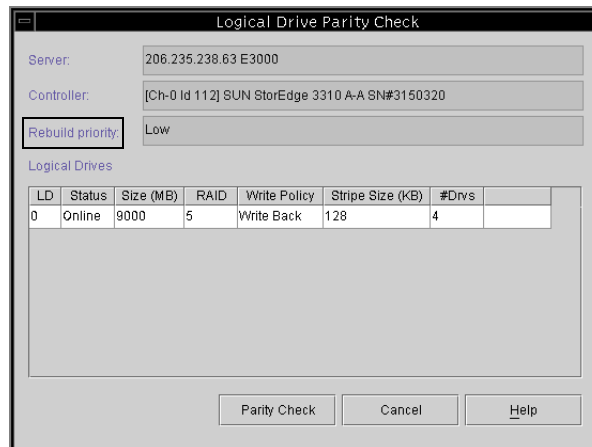 Logical Drive Parity Check
Server: 206.235.238.63 E3000
Controller: [Ch-0 Id 112] SUN StorEdge 3310 A-A SN#3150320
Rebuild priority: Low
Logical Drives
LD Status Size (MB) RAID Write Policy Stripe Size (KB) #Drvs
0 Online 9000 5 Write Back 128 4
Parity Check Cancel Help